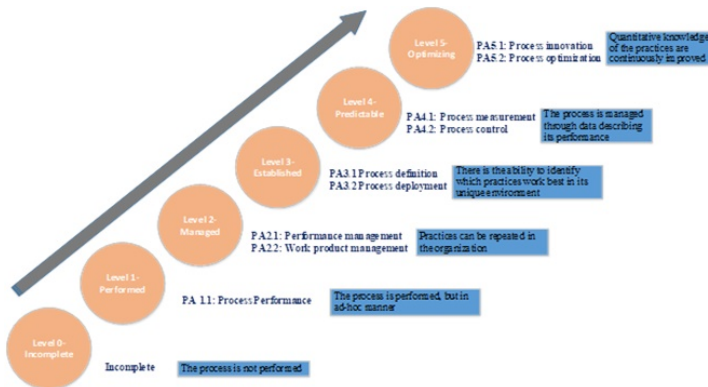 Level 5-
Optimizing
PA5.1: Process innovation
PA5.2: Process optimization
Quantitative knowledge
of the practices are
continuously improved
Level 4-
Predictable
PA4.1: Process measurement
PA4.2: Process control
The process is managed
through data describing
its performance
Level 3-
Established
PA3.1 Process definition
PA3.2 Process deployment
There is the ability to identify
which practices work best in its
unique environment
Level 2-
Managed
PA2.1: Performance management
PA2.2: Work product management
Practices can be repeated in
the organization
Level 1-
Performed
PA 1.1: Process Performance
The process is performed, but in
ad-hoc manner
Level 0-
Incomplete
Incomplete
The process is not performed